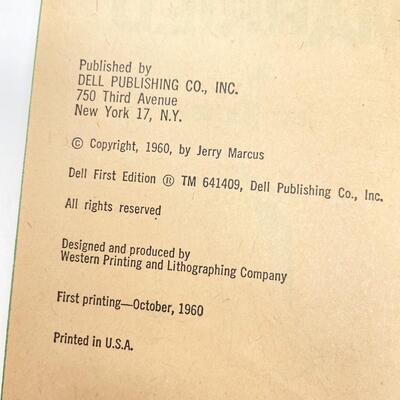 Published by
DELL PUBLISHING CO., INC.
750 Third Avenue
New York 17, N.Y.
© Copyright, 1960, by Jerry Marcus
Dell First Edition ® TM 641409, Dell Publishing Co., Inc.
All rights reserved
Designed and produced by
Western Printing and Lithographing Company
First printing—October, 1960
Printed in U.S.A.